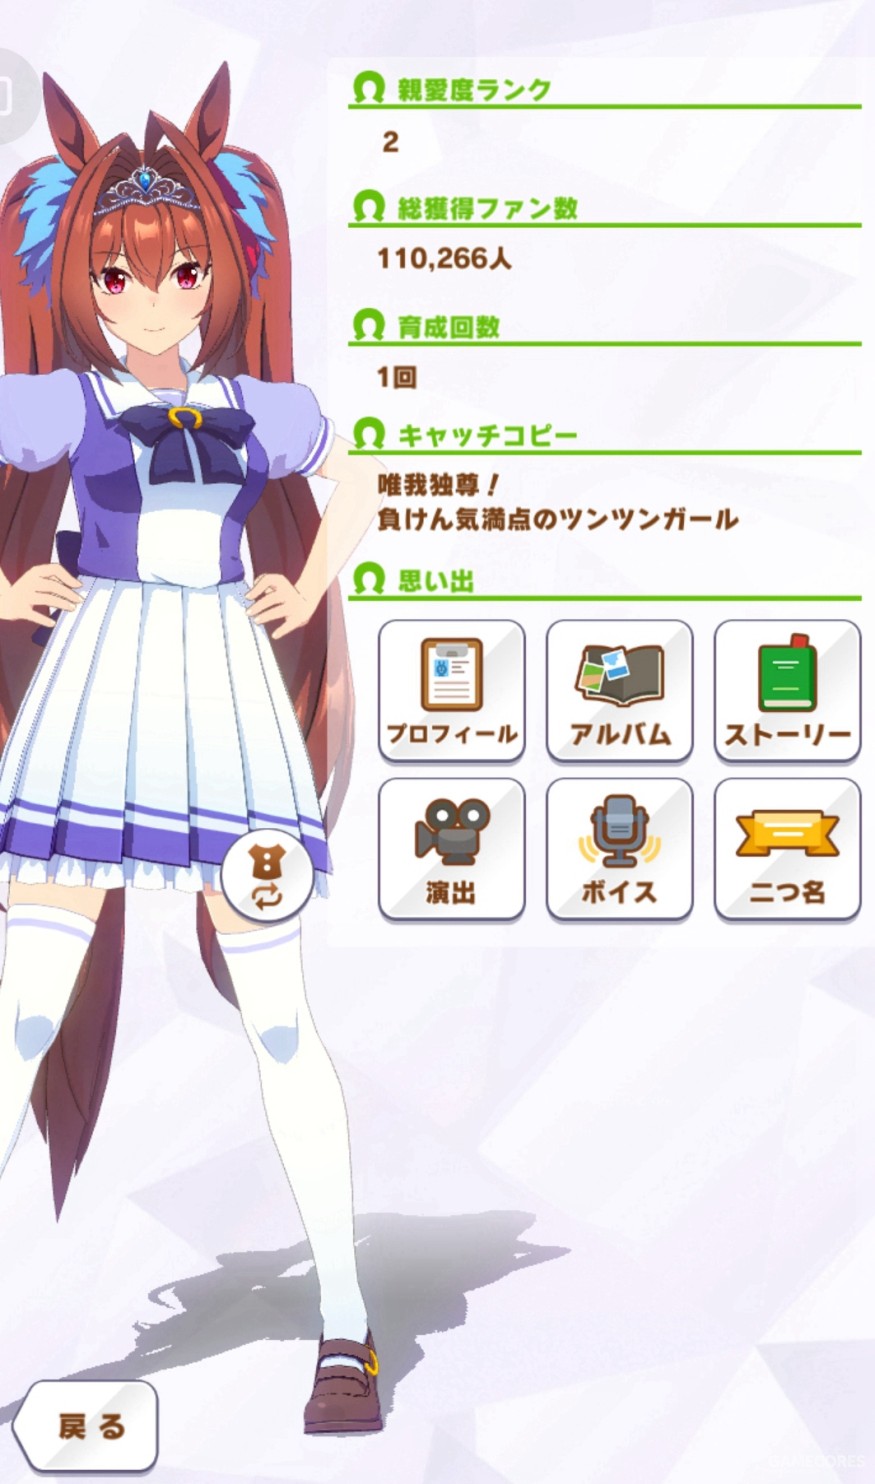 親愛度ランク
2
総獲得ファン数
110,266人
育成回数
1回
キャッチコピー
唯我独尊！
負けん気満点のツンツンガール
思い出
プロフィール
アルバム
ストーリー
演出
ボイス
二つ名
戻る